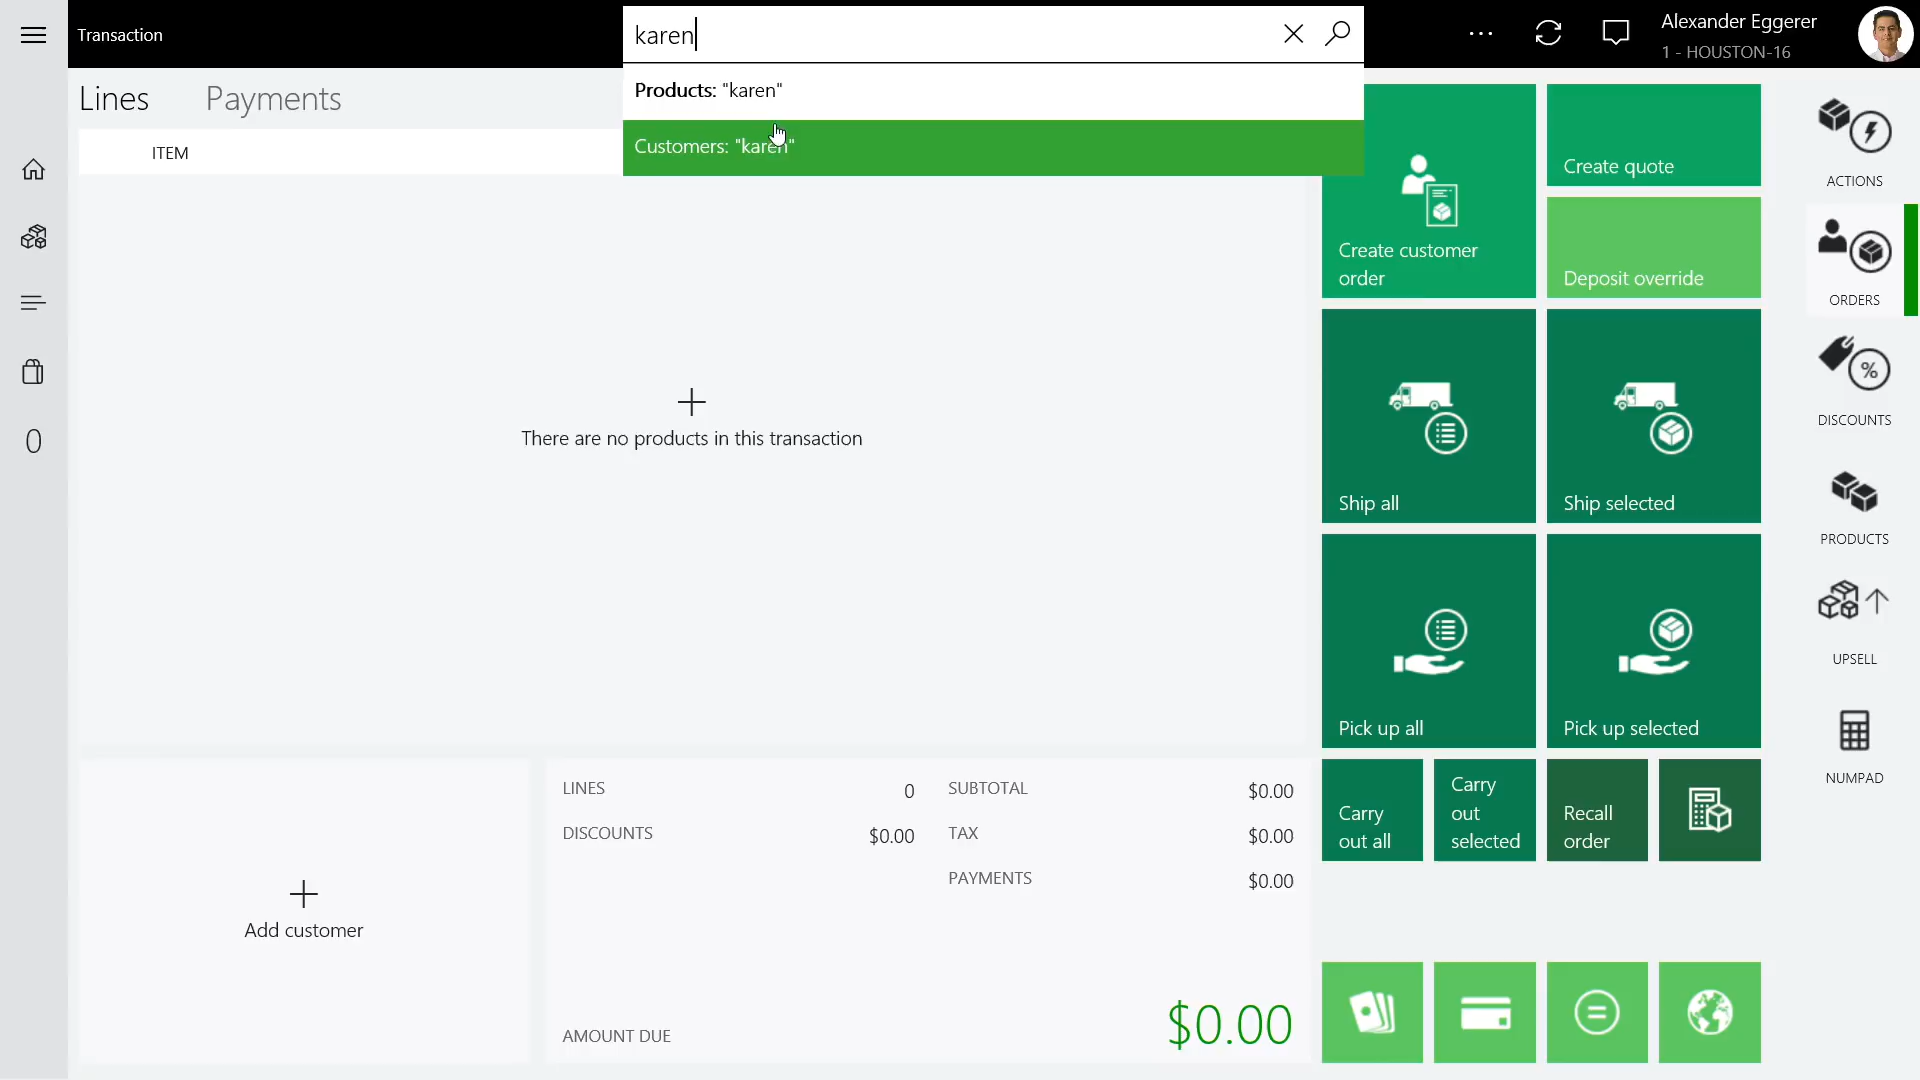 Transaction
karen
Alexander Eggerer
1 - HOUSTON-16
Products: "karen"
Customers: "karen"
Lines
Payments
ITEM
There are no products in this transaction
Add customer
LINES
0
SUBTOTAL
$0.00
DISCOUNTS
$0.00
TAX
$0.00
PAYMENTS
$0.00
AMOUNT DUE
$0.00
Create customer
order
Create quote
Deposit override
Ship all
Ship selected
Pick up all
Pick up selected
Carry
out all
Carry
out
selected
Recall
order
0
ACTIONS
ORDERS
DISCOUNTS
%
PRODUCTS
UPSELL
NUMPAD